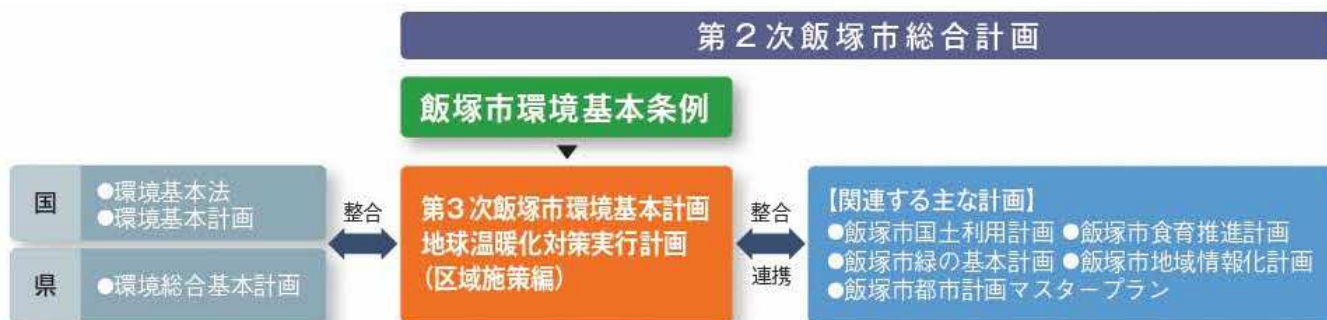 第2次飯塚市総合計画
飯塚市環境基本条例
国
●環境基本法
●環境基本計画
県
●環境総合基本計画
整合
第3次飯塚市環境基本計画
地球温暖化対策実行計画
(区域施策編)
整合
連携
【関連する主な計画】
●飯塚市国土利用計画 ●飯塚市食育推進計画
●飯塚市緑の基本計画 ●飯塚市地域情報化計画
●飯塚市都市計画マスタープラン